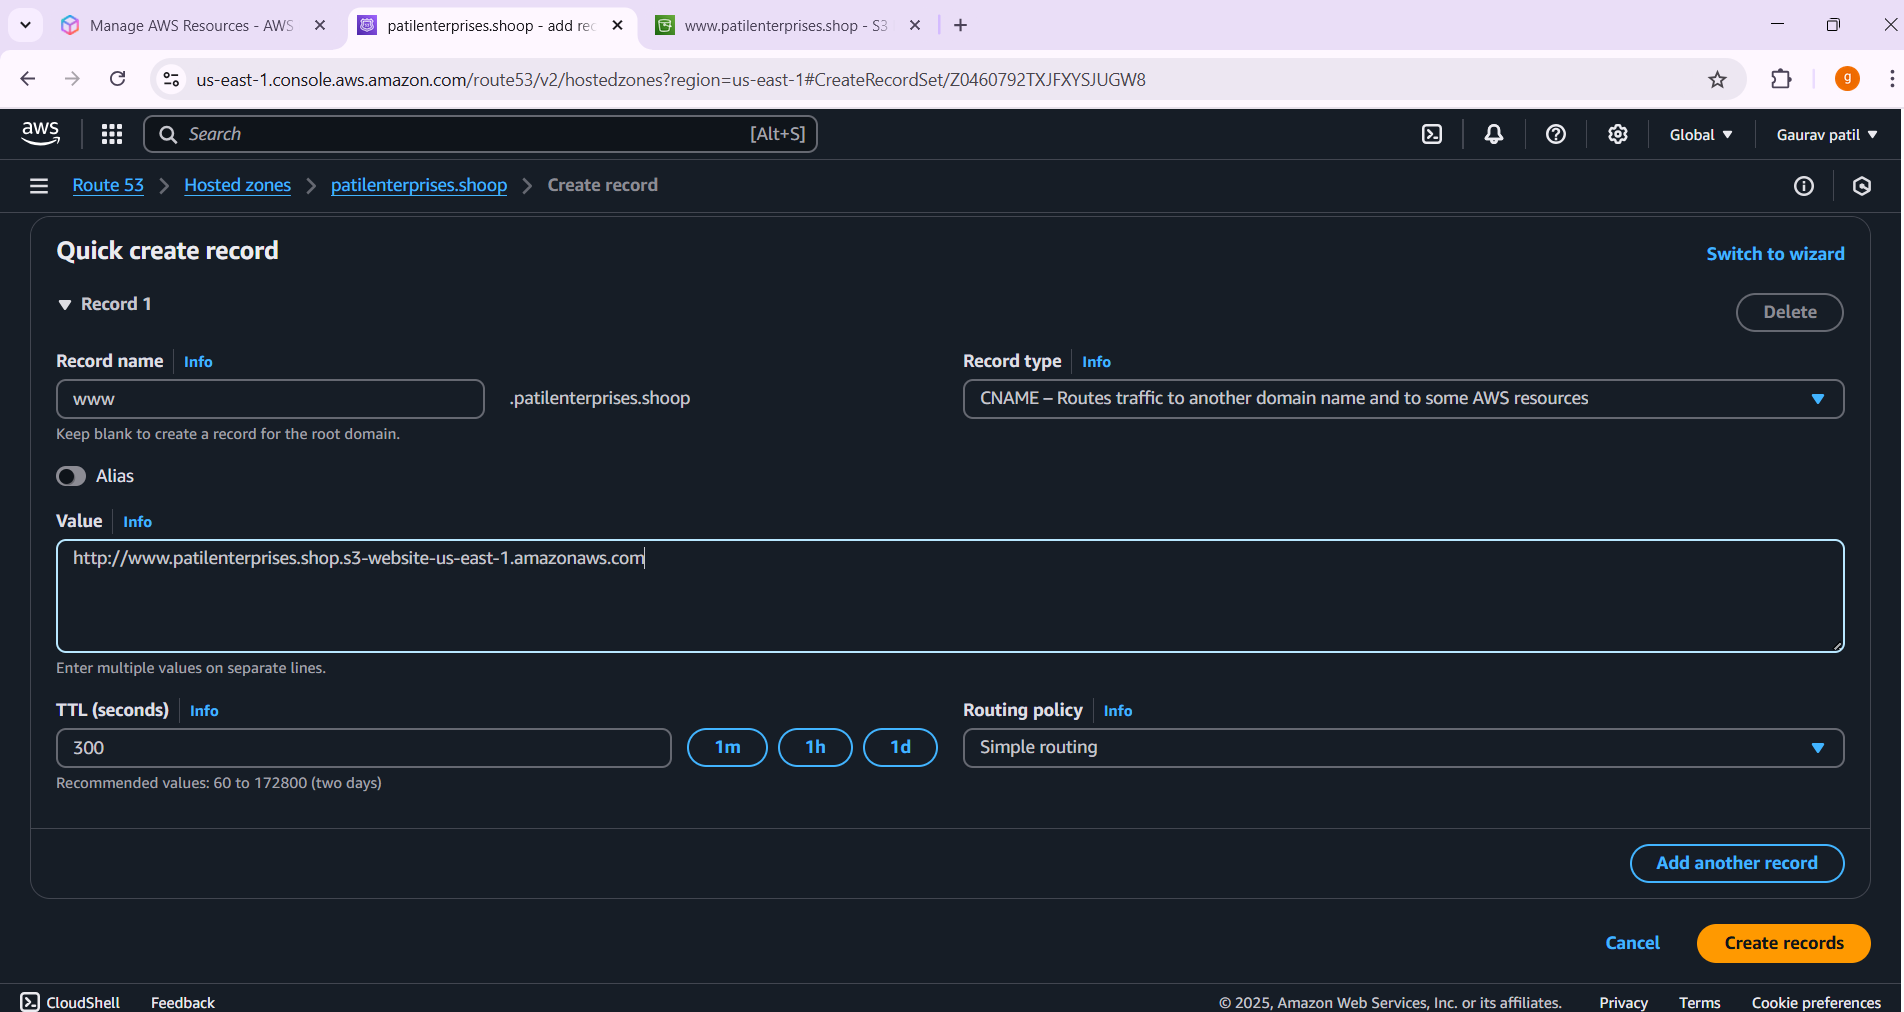 Manage AWS Resources - AWS
patilenterprises.shoop - add rec
www.patilenterprises.shop - S3
us-east-1.console.aws.amazon.com/route53/v2/hostedzones?region=us-east-1#CreateRecordSet/Z0460792TXJFXYSJUGW8
g
aws
Search
[Alt+S]
Global
Gaurav patil
Route 53
Hosted zones
patilenterprises.shoop
Create record
Quick create record
Switch to wizard
Record 1
Delete
Record name
Info
Record type
Info
www
.patilenterprises.shoop
CNAME – Routes traffic to another domain name and to some AWS resources
Keep blank to create a record for the root domain.
Alias
Value
Info
http://www.patilenterprises.shop.s3-website-us-east-1.amazonaws.com
Enter multiple values on separate lines.
TTL (seconds)
Info
Routing policy
Info
300
1m
1h
1d
Simple routing
Recommended values: 60 to 172800 (two days)
Add another record
Cancel
Create records
CloudShell
Feedback
© 2025, Amazon Web Services, Inc. or its affiliates.
Privacy
Terms
Cookie preferences